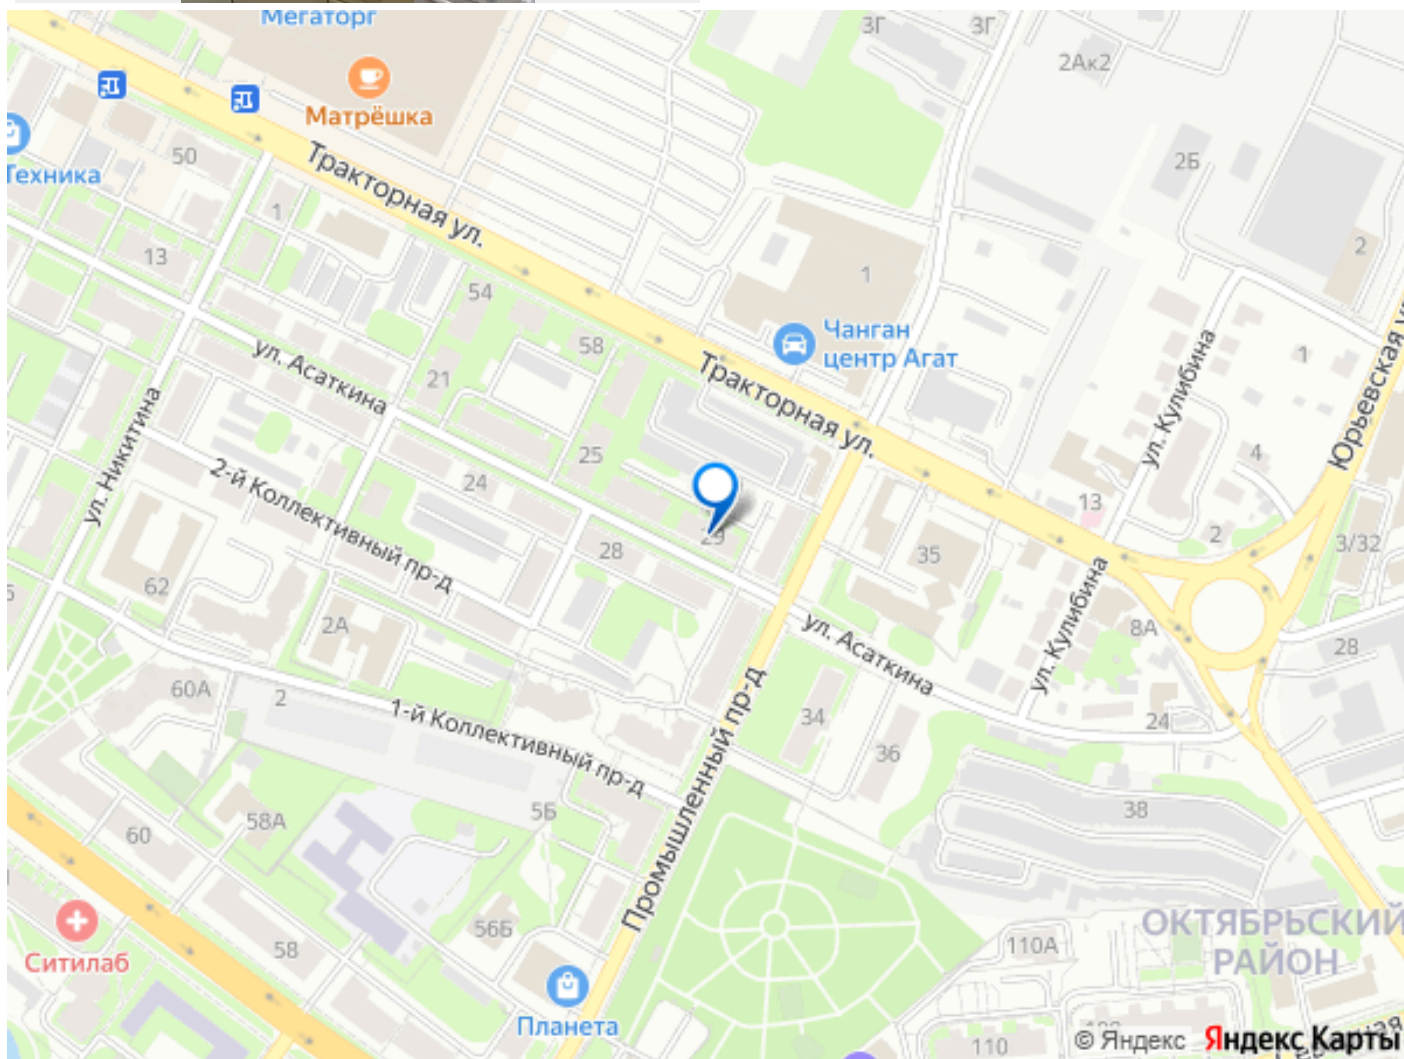 Мегаторг
3Г
3Г
2Ак2
Матрёшка
Техника
50
Тракторная ул.
2Б
1
13
1
2
54
ул. Асаткина
58
Чанган
центр Агат
1
21
Тракторная ул.
ул. Кулибина
Юрьевская у
ул. Никитина
25
4
2-й Коллективный пр-д
24
13
29
28
35
2
3/32
62
ул. Кулибина
2А
ул. Асаткина
8А
28
60А
2
1-й Коллективный пр-д
Промышленный пр-д
34
24
36
5Б
38
58А
60
56Б
Ситилаб
58
110А
ОКТЯБРЬСКИЙ
РАЙОН
Планета
110
© Яндекс Яндекс Карты